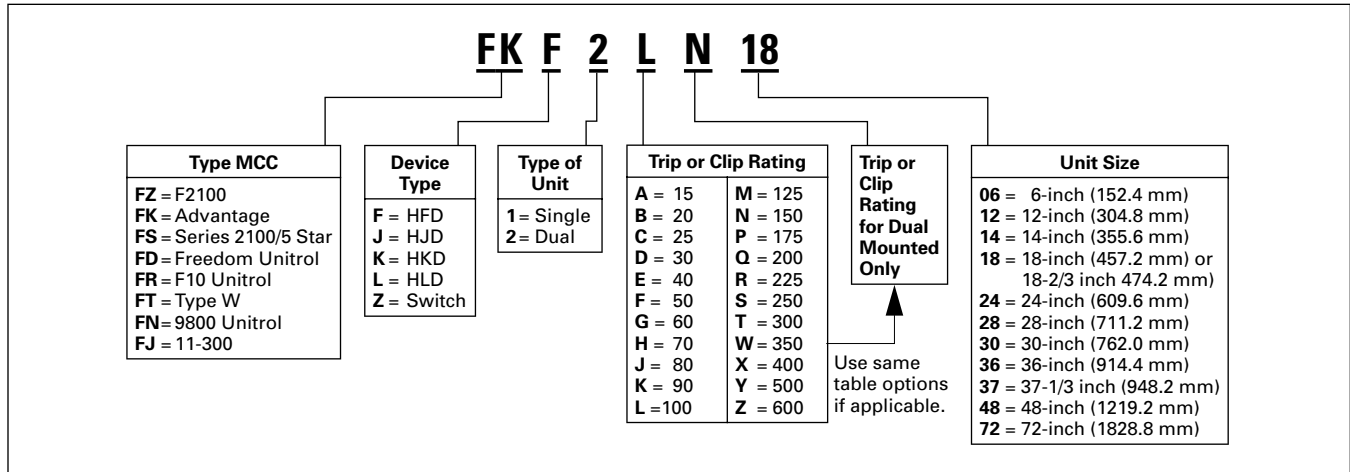 FK F 2 L N 18
Type MCC
FZ = F2100
FK = Advantage
FS = Series 2100/5 Star
FD = Freedom Unitrol
FR = F10 Unitrol
FT = Type W
FN = 9800 Unitrol
FJ = 11-300
Device
Type
F = HFD
J = HJD
K = HKD
L = HLD
Z = Switch
Type of
Unit
1 = Single
2 = Dual
Trip or Clip Rating
A = 15
B = 20
C = 25
D = 30
E = 40
F = 50
G = 60
H = 70
J = 80
K = 90
L =100
M = 125
N = 150
P = 175
Q = 200
R = 225
S = 250
T = 300
W = 350
X = 400
Y = 500
Z = 600
Trip or
Clip
Rating
for Dual
Mounted
Only
Use same
table options
if applicable.
Unit Size
06 = 6-inch (152.4 mm)
12 = 12-inch (304.8 mm)
14 = 14-inch (355.6 mm)
18 = 18-inch (457.2 mm) or
18-2/3 inch 474.2 mm)
24 = 24-inch (609.6 mm)
28 = 28-inch (711.2 mm)
30 = 30-inch (762.0 mm)
36 = 36-inch (914.4 mm)
37 = 37-1/3 inch (948.2 mm)
48 = 48-inch (1219.2 mm)
72 = 72-inch (1828.8 mm)